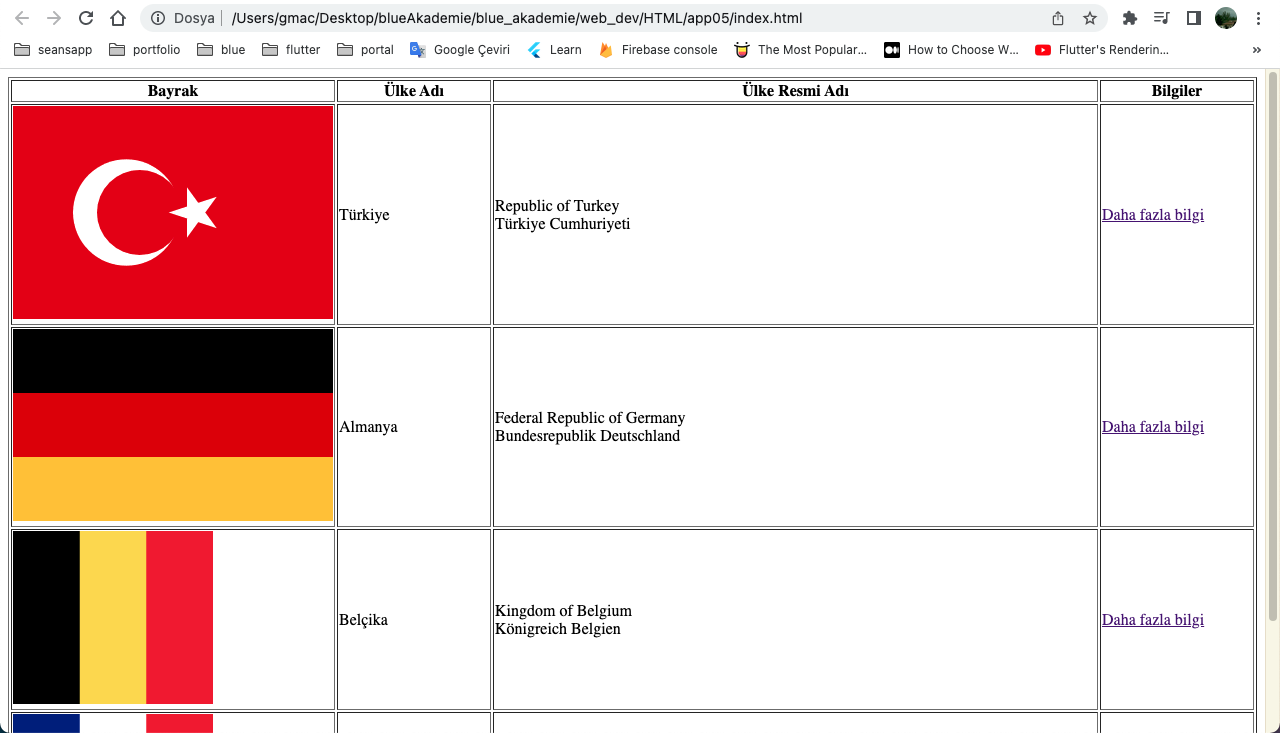 Dosya /Users/gmac/Desktop/blueAkademie/blue_akademie/web_dev/HTML/app05/index.html
seansapp portfolio blue flutter portal Google Çeviri Learn Firebase console The Most Popular... How to Choose W... Flutter's Renderin... »
Bayrak Ülke Adı Ülke Resmi Adı Bilgiler
Türkiye
Republic of Turkey
Türkiye Cumhuriyeti
Daha fazla bilgi
Almanya
Federal Republic of Germany
Bundesrepublik Deutschland
Daha fazla bilgi
Belçika
Kingdom of Belgium
Königreich Belgien
Daha fazla bilgi